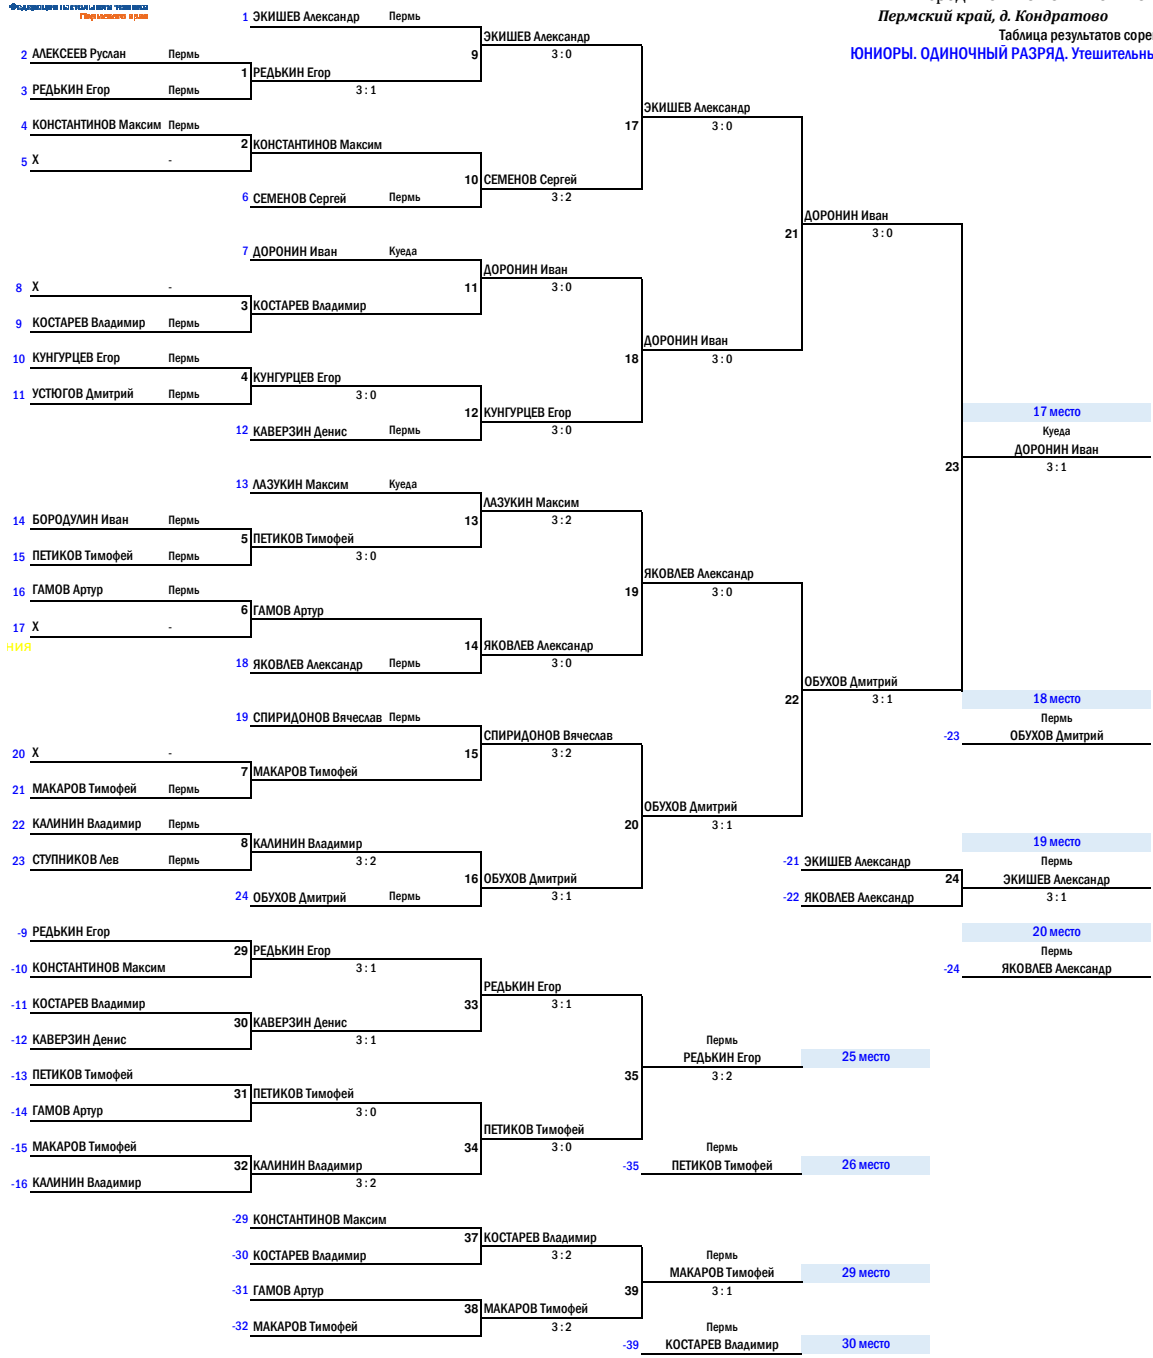 Федерация настольного тенниса
Пермского края
Пермский край, д. Кондратово
Таблица результатов соре
ЮНИОРЫ. ОДИНОЧНЫЙ РАЗРЯД. Утешительнь
1 ЭКИШЕВ Александр Пермь
ЭКИШЕВ Александр
2 АЛЕКСЕЕВ Руслан Пермь
9 3 : 0
1 РЕДЬКИН Егор
3 РЕДЬКИН Егор Пермь
3 : 1
ЭКИШЕВ Александр
4 КОНСТАНТИНОВ Максим Пермь
17 3 : 0
2 КОНСТАНТИНОВ Максим
5 Х -
10 СЕМЕНОВ Сергей
6 СЕМЕНОВ Сергей Пермь
3 : 2
ДОРОНИН Иван
21 3 : 0
7 ДОРОНИН Иван Куеда
ДОРОНИН Иван
8 Х -
11 3 : 0
3 КОСТАРЕВ Владимир
9 КОСТАРЕВ Владимир Пермь
ДОРОНИН Иван
10 КУНГУРЦЕВ Егор Пермь
18 3 : 0
4 КУНГУРЦЕВ Егор
11 УСТЮГОВ Дмитрий Пермь
3 : 0
12 КУНГУРЦЕВ Егор
17 место
12 КАВЕРЗИН Денис Пермь
3 : 0
Куеда
ДОРОНИН Иван
23 3 : 1
13 ЛАЗУКИН Максим Куеда
ЛАЗУКИН Максим
14 БОРОДУЛИН Иван Пермь
13 3 : 2
5 ПЕТИКОВ Тимофей
15 ПЕТИКОВ Тимофей Пермь
3 : 0
ЯКОВЛЕВ Александр
16 ГАМОВ Артур Пермь
19 3 : 0
6 ГАМОВ Артур
17 Х -
НИЯ
14 ЯКОВЛЕВ Александр
18 ЯКОВЛЕВ Александр Пермь
3 : 0
ОБУХОВ Дмитрий
22 3 : 1
18 место
19 СПИРИДОНОВ Вячеслав Пермь
Пермь
СПИРИДОНОВ Вячеслав
-23 ОБУХОВ Дмитрий
20 Х -
15 3 : 2
7 МАКАРОВ Тимофей
21 МАКАРОВ Тимофей Пермь
ОБУХОВ Дмитрий
22 КАЛИНИН Владимир Пермь
20 3 : 1
8 КАЛИНИН Владимир
19 место
23 СТУПНИКОВ Лев Пермь
3 : 2
-21 ЭКИШЕВ Александр
Пермь
16 ОБУХОВ Дмитрий
24 ЭКИШЕВ Александр
24 ОБУХОВ Дмитрий Пермь
3 : 1
-22 ЯКОВЛЕВ Александр
3 : 1
-9 РЕДЬКИН Егор
20 место
29 РЕДЬКИН Егор
Пермь
-10 КОНСТАНТИНОВ Максим
3 : 1
-24 ЯКОВЛЕВ Александр
РЕДЬКИН Егор
-11 КОСТАРЕВ Владимир
33 3 : 1
30 КАВЕРЗИН Денис
-12 КАВЕРЗИН Денис
3 : 1
Пермь
РЕДЬКИН Егор 25 место
-13 ПЕТИКОВ Тимофей
35 3 : 2
31 ПЕТИКОВ Тимофей
-14 ГАМОВ Артур
3 : 0
ПЕТИКОВ Тимофей
-15 МАКАРОВ Тимофей
34 3 : 0
Пермь
32 КАЛИНИН Владимир
-35 ПЕТИКОВ Тимофей 26 место
-16 КАЛИНИН Владимир
3 : 2
-29 КОНСТАНТИНОВ Максим
37 КОСТАРЕВ Владимир
-30 КОСТАРЕВ Владимир
3 : 2
Пермь
МАКАРОВ Тимофей 29 место
-31 ГАМОВ Артур
39 3 : 1
38 МАКАРОВ Тимофей
-32 МАКАРОВ Тимофей
3 : 2
Пермь
-39 КОСТАРЕВ Владимир 30 место